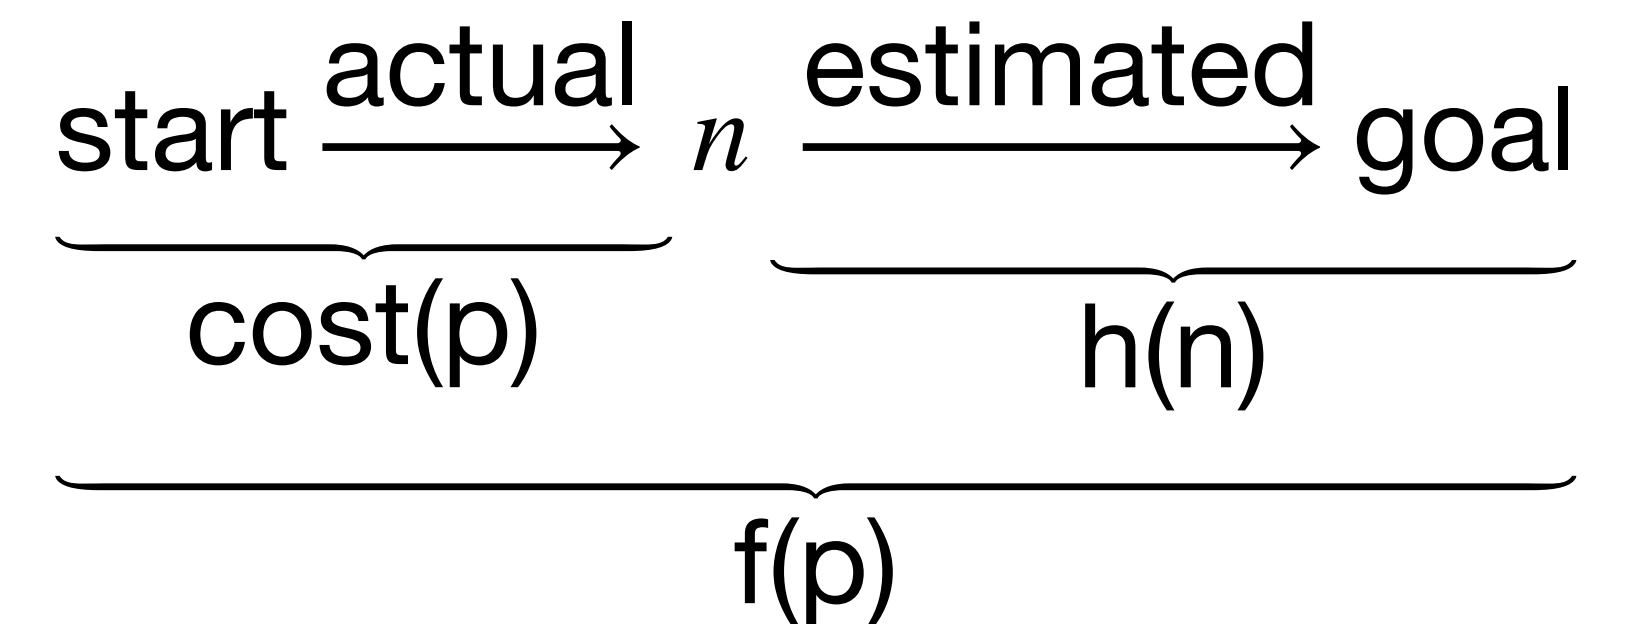 actual estimated
start n goal
cost(p) h(n)
f(p)